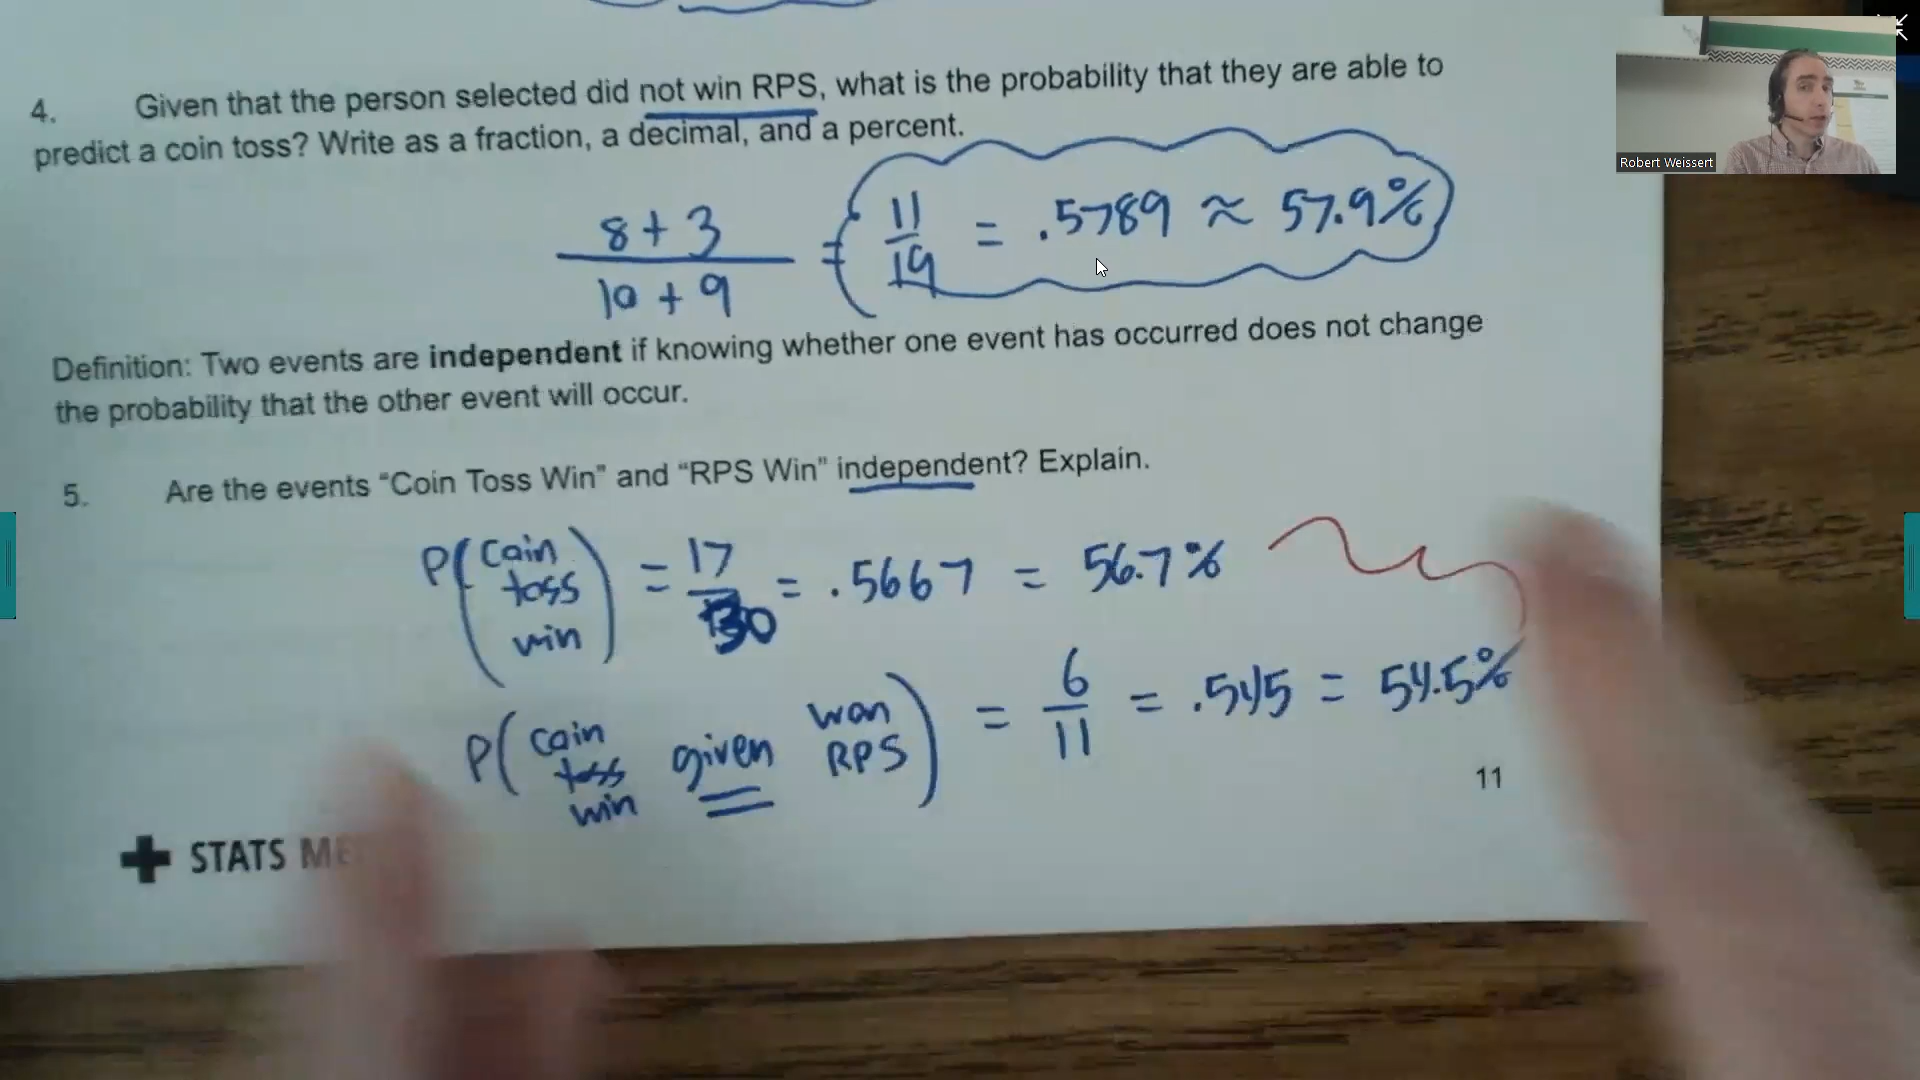 4. Given that the person selected did not win RPS, what is the probability that they are able to
predict a coin toss? Write as a fraction, a decimal, and a percent.
8 + 3
10 + 9
= 11/19 = .5789 ≈ 57.9%
Definition: Two events are independent if knowing whether one event has occurred does not change
the probability that the other event will occur.
5. Are the events “Coin Toss Win” and “RPS Win” independent? Explain.
P(coin toss win) = 17/30 = .5667 = 56.7%
P(coin toss win given won RPS) = 6/11 = .545 = 54.5%
11
STATS ME
Robert Weissert